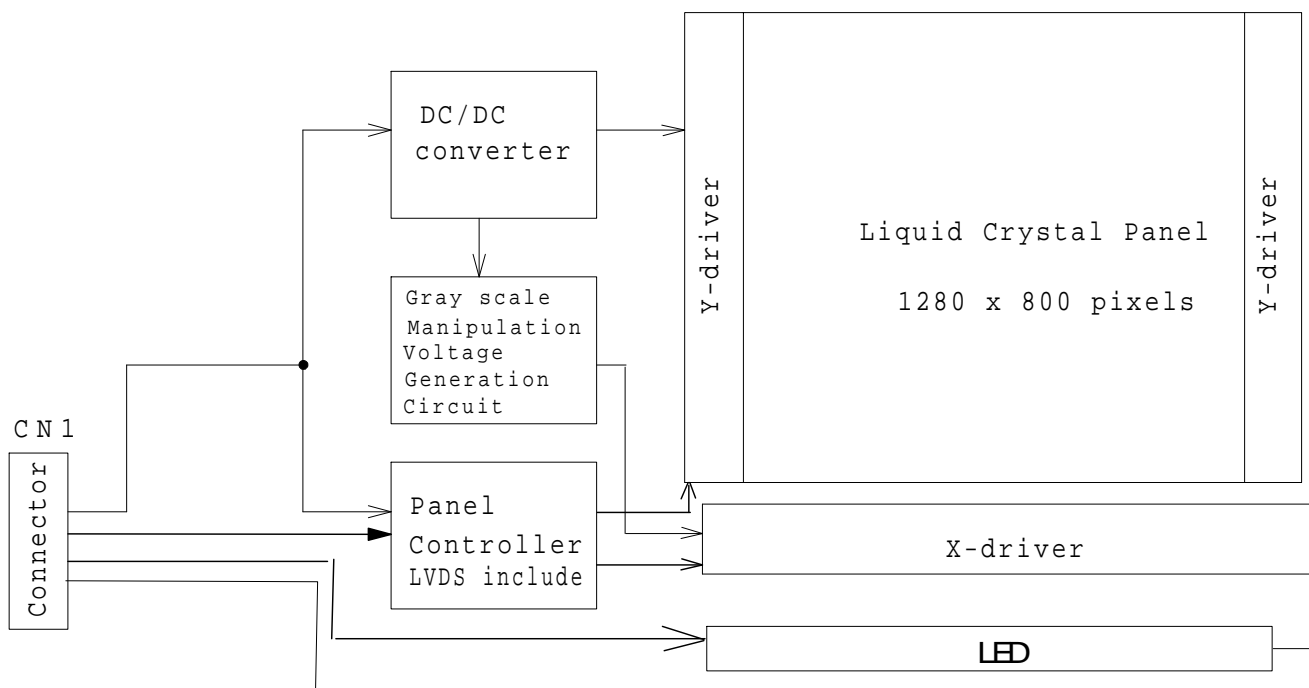 DC/DC
converter
Y-driver
Liquid Crystal Panel
1280 x 800 pixels
Y-driver
Gray scale
Manipulation
Voltage
Generation
Circuit
CN1
Connector
Panel
Controller
LVDS include
X-driver
LED